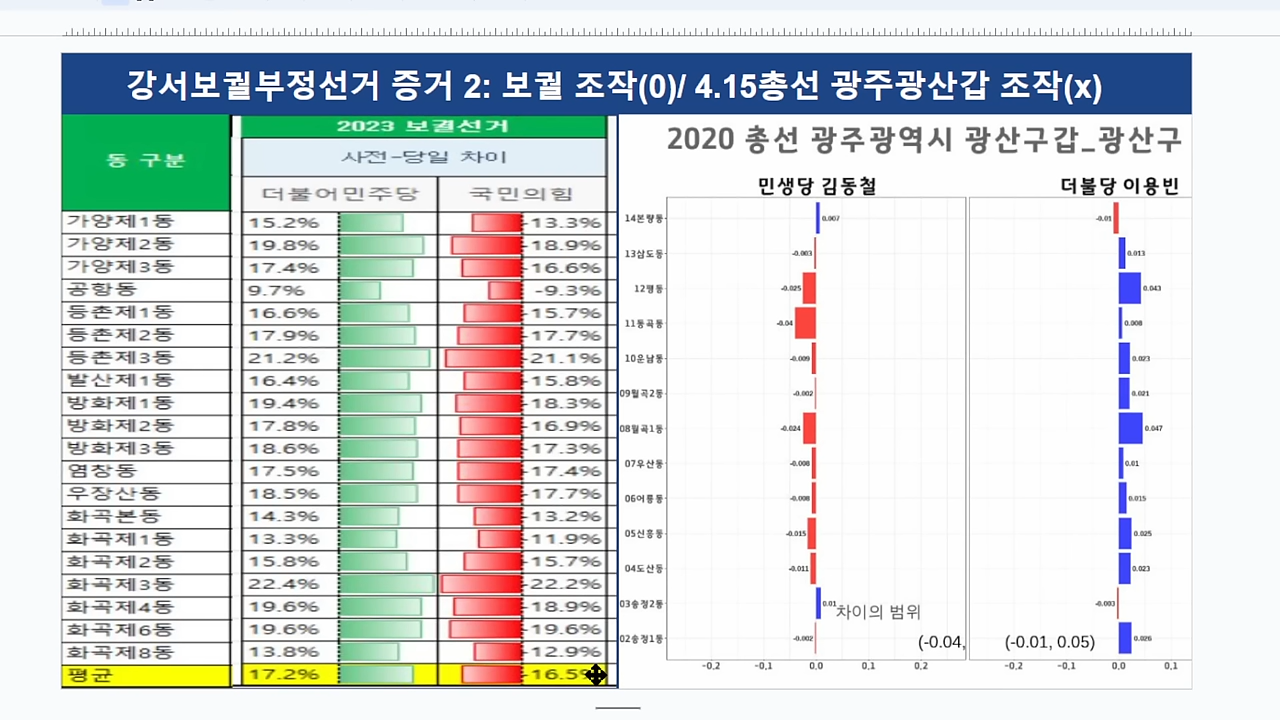 강서보궐부정선거 증거 2: 보궐 조작(0)/ 4.15총선 광주광산갑 조작(x)
동 구분
2023 보궐선거
사전-당일 차이
더불어민주당 국민의힘
가양제1동 15.2% -13.3%
가양제2동 19.8% -18.9%
가양제3동 17.4% -16.6%
공항동 9.7% -9.3%
등촌제1동 16.6% -15.7%
등촌제2동 17.9% -17.7%
등촌제3동 21.2% -21.1%
발산제1동 16.4% -15.8%
방화제1동 19.4% -18.3%
방화제2동 17.8% -16.9%
방화제3동 18.6% -17.3%
염창동 17.5% -17.4%
우장산동 18.5% -17.7%
화곡본동 14.3% -13.2%
화곡제1동 13.3% -11.9%
화곡제2동 15.8% -15.7%
화곡제3동 22.4% -22.2%
화곡제4동 19.6% -18.9%
화곡제6동 19.6% -19.6%
화곡제8동 13.8% -12.9%
평균 17.2% -16.5%
2020 총선 광주광역시 광산구갑_광산구
민생당 김동철 더불당 이용빈
14본량동 0.007 -0.01
13삼도동 -0.003 0.013
12평동 -0.025 0.043
11동곡동 -0.04 0.008
10운남동 -0.009 0.023
09월곡2동 -0.002 0.021
08월곡1동 -0.024 0.047
07우산동 -0.008 0.01
06어룡동 -0.008 0.015
05신흥동 -0.015 0.025
04도산동 -0.011 0.023
03송정2동 0.01 -0.003
차이의 범위
02송정1동 -0.002 0.026
(-0.04, (-0.01, 0.05)
-0.2 -0.1 0.0 0.1 0.2 -0.2 -0.1 0.0 0.1